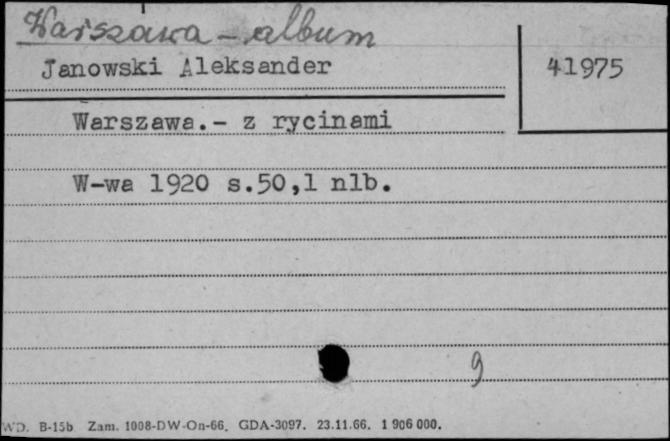 Warszawa - album
Janowski Aleksander
41975
Warszawa.- z rycinami
W-wa 1920 s.50,1 nlb.
9
WD. B-15b Zam. 1008-DW-On-66. GDA-3097. 23.11.66. 1 906 000.